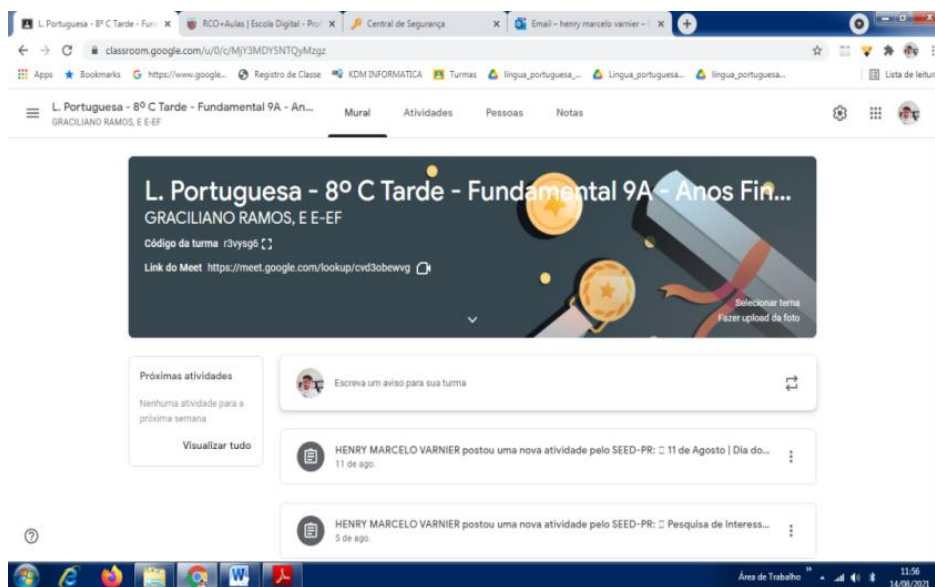 L. Portuguesa - 8º C Tarde - Fund
RCO+Aulas | Escola Digital - Prof
Central de Segurança
Email – henry marcelo varnier –
classroom.google.com/u/0/c/MjY3MDY5NTQyMzgz
Apps Bookmarks https://www.google... Registro de Classe KDM INFORMATICA Turmas lingua_portuguesa_... Lingua_portuguesa... lingua_portuguesa... Lista de leitur
L. Portuguesa - 8º C Tarde - Fundamental 9A - An...
GRACILIANO RAMOS, E E-EF
Mural Atividades Pessoas Notas
L. Portuguesa - 8º C Tarde - Fundamental 9A - Anos Fin...
GRACILIANO RAMOS, E E-EF
Código da turma r3vysg6
Link do Meet https://meet.google.com/lookup/cvd3obewvg
Selecionar tema
Fazer upload da foto
Próximas atividades
Nenhuma atividade para a
próxima semana
Visualizar tudo
Escreva um aviso para sua turma
HENRY MARCELO VARNIER postou uma nova atividade pelo SEED-PR: 11 de Agosto | Dia do...
11 de ago.
HENRY MARCELO VARNIER postou uma nova atividade pelo SEED-PR: Pesquisa de Interess...
5 de ago.
Área de Trabalho
11:56
14/08/2021